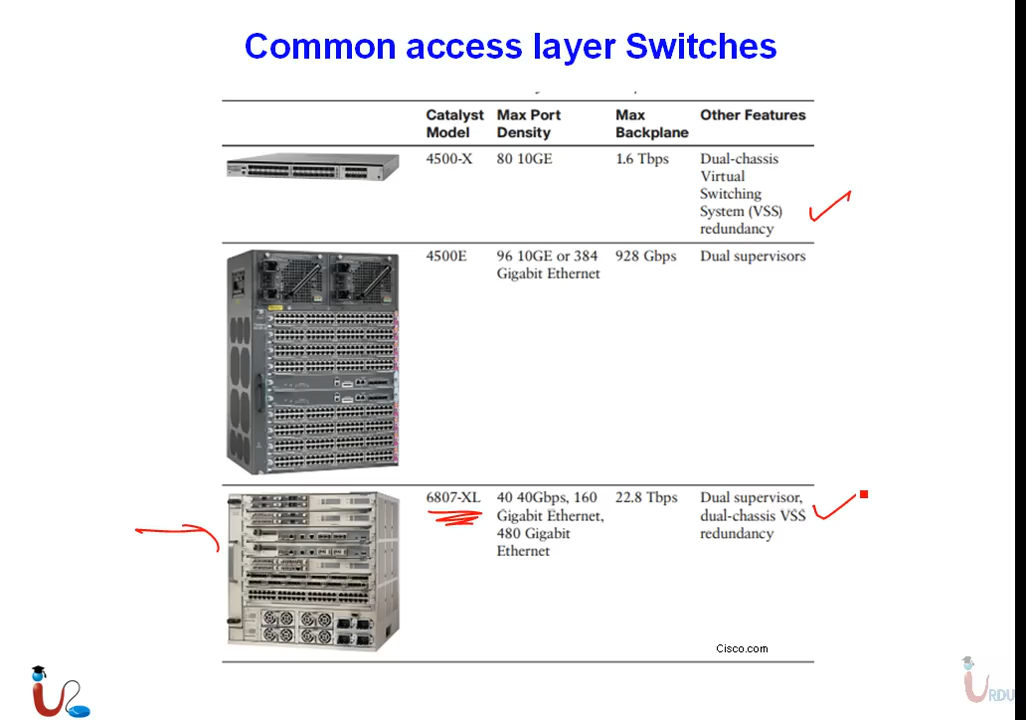 Common access layer Switches
Catalyst Model Max Port Density Max Backplane Other Features
4500-X 80 10GE 1.6 Tbps Dual-chassis
Virtual
Switching
System (VSS)
redundancy
4500E 96 10GE or 384 928 Gbps Dual supervisors
Gigabit Ethernet
6807-XL 40 40Gbps, 160 22.8 Tbps Dual supervisor,
Gigabit Ethernet, dual-chassis VSS
480 Gigabit redundancy
Ethernet
Cisco.com
URDU